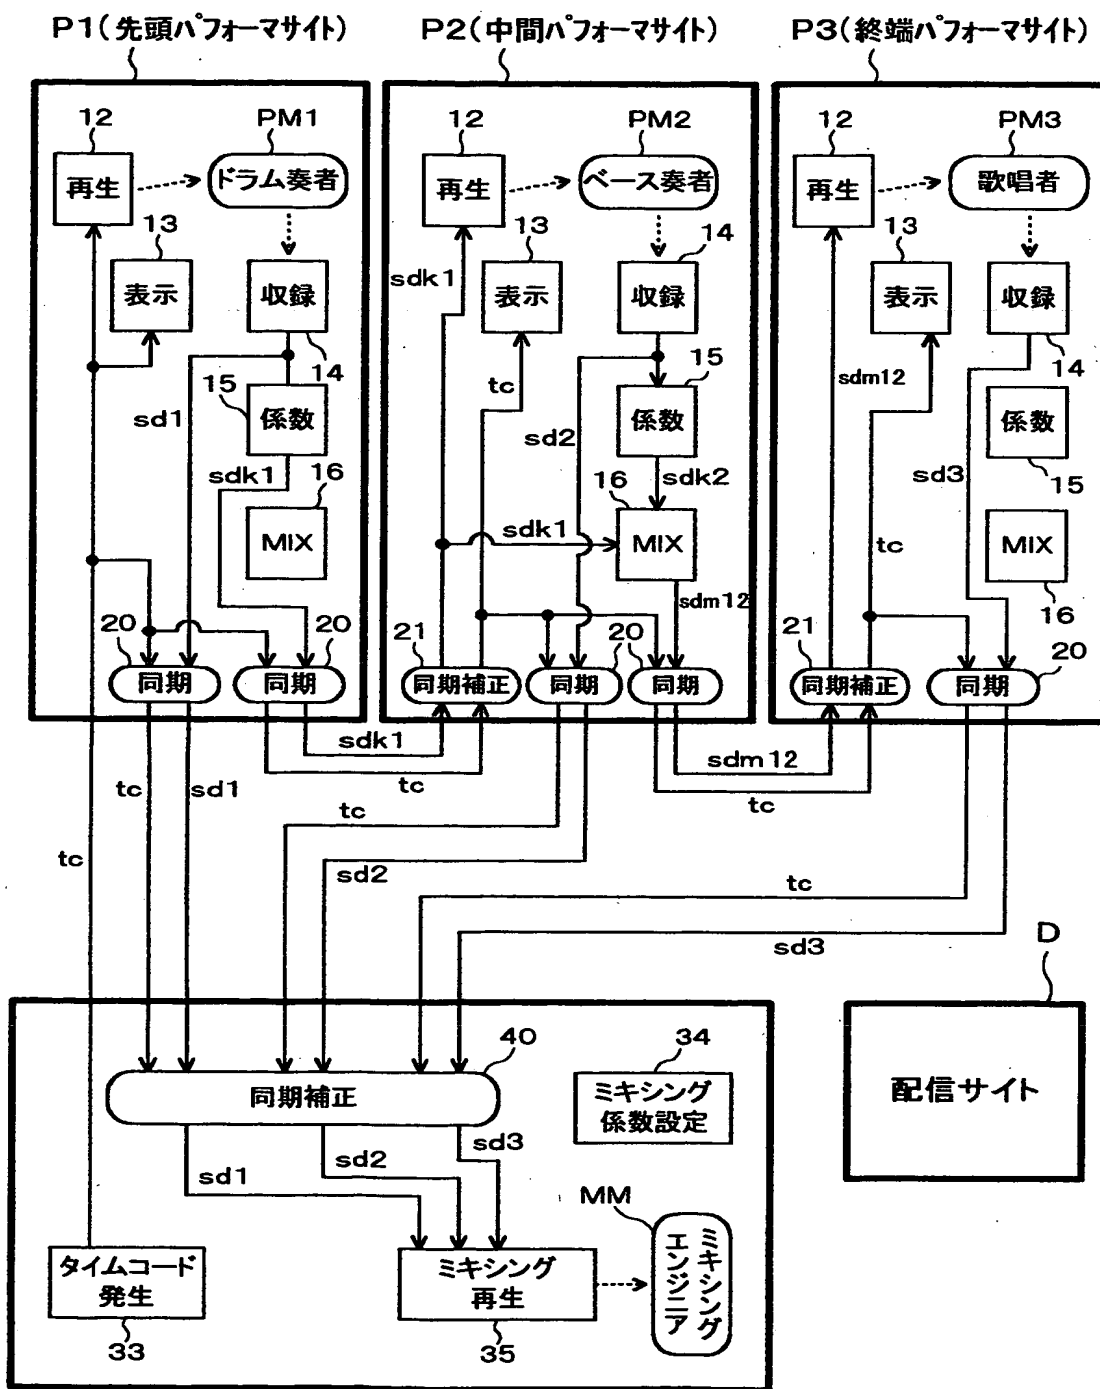 P1(先頭パフォーマサイト)
P2(中間パフォーマサイト)
P3(終端パフォーマサイト)
12
PM1
再生
ドラム奏者
13
表示
収録
14
15
係数
sd1
sdk1
16
MIX
20
20
同期
同期
12
PM2
再生
ベース奏者
13
14
sdk1
表示
収録
tc
15
係数
sd2
sdk2
16
sdk1
MIX
sdm12
21
20
20
同期補正
同期
同期
12
PM3
再生
歌唱者
13
表示
収録
14
sdm12
係数
15
sd3
tc
MIX
16
21
20
同期補正
同期
sdk1
tc
sdm12
tc
tc
sd1
tc
tc
sd2
tc
sd3
D
配信サイト
40
同期補正
34
ミキシング
係数設定
sd1
sd2
sd3
MM
ミキシング
エンジニア
タイムコード
発生
33
ミキシング
再生
35